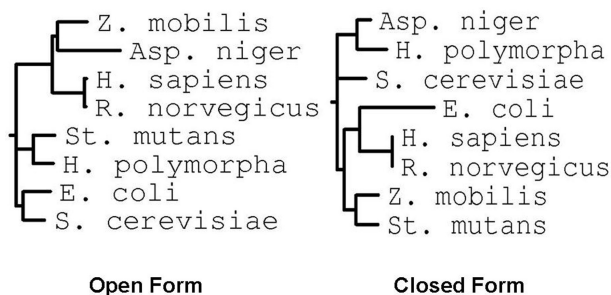 Z. mobilis
Asp. niger
H. sapiens
R. norvegicus
St. mutans
H. polymorpha
E. coli
S. cerevisiae
Open Form
Asp. niger
H. polymorpha
S. cerevisiae
E. coli
H. sapiens
R. norvegicus
Z. mobilis
St. mutans
Closed Form